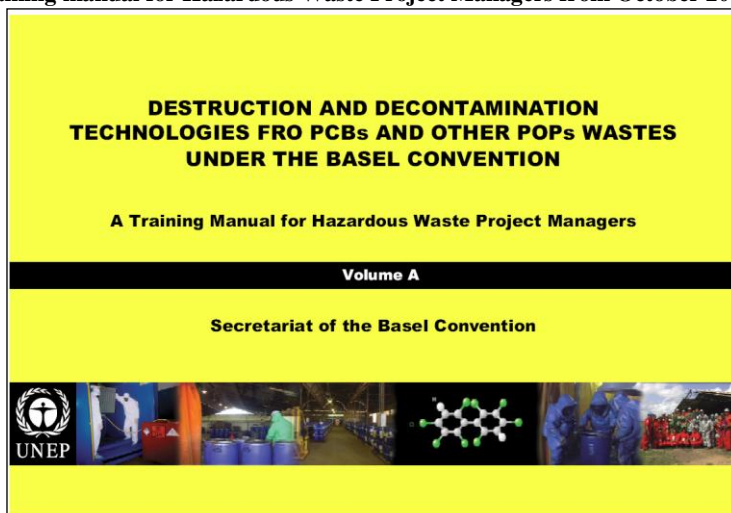 DESTRUCTION AND DECONTAMINATION
TECHNOLOGIES FRO PCBs AND OTHER POPs WASTES
UNDER THE BASEL CONVENTION
A Training Manual for Hazardous Waste Project Managers
Volume A
Secretariat of the Basel Convention
UNEP